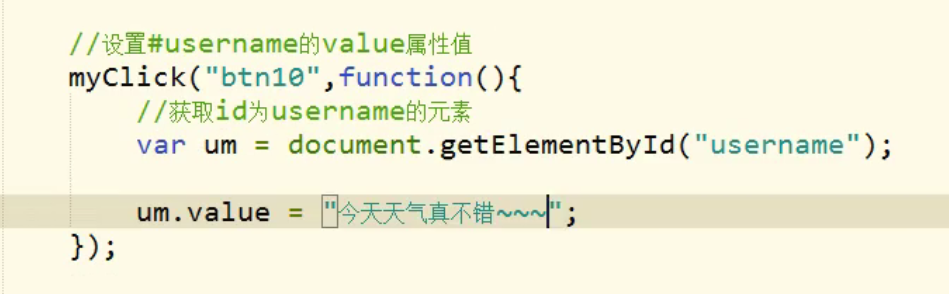 //设置#username的value属性值
myClick("btn10",function(){
//获取id为username的元素
var um = document.getElementById("username");
um.value = "今天天气真不错~~~";
});